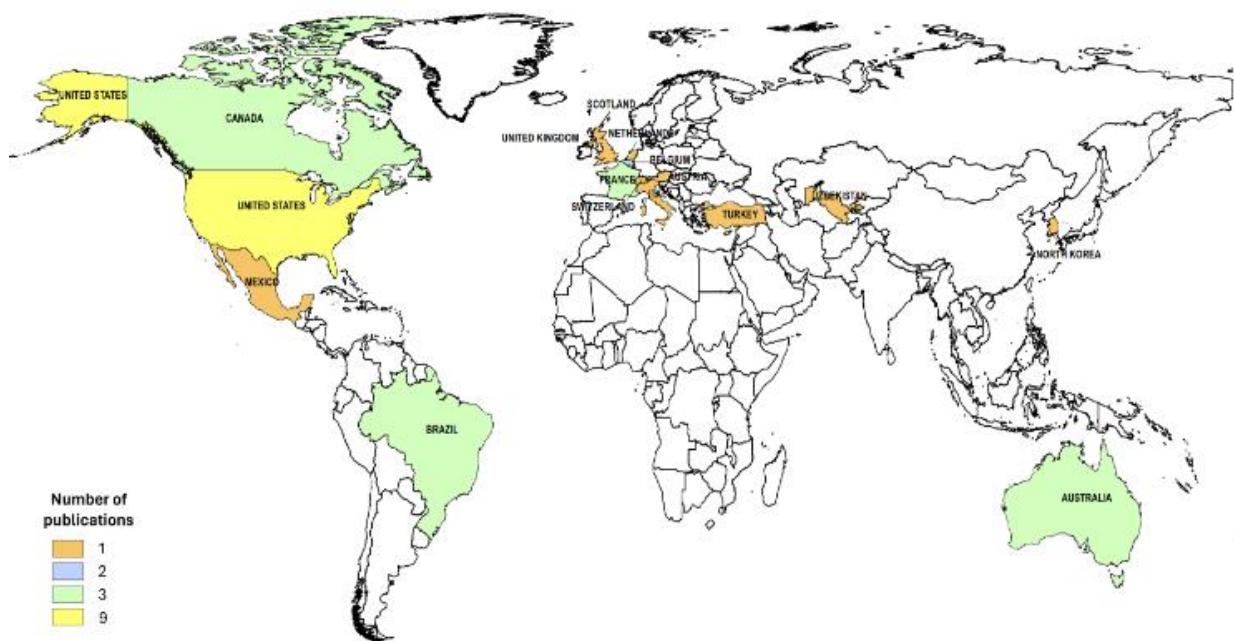 UNITED STATES
CANADA
SCOTLAND
UNITED KINGDOM
NETHERLANDS
BELGIUM
FRANCE
AUSTRIA
SWITZERLAND
TURKEY
UZBEKISTAN
NORTH KOREA
UNITED STATES
MEXICO
BRAZIL
AUSTRALIA
Number of
publications
1
2
3
9